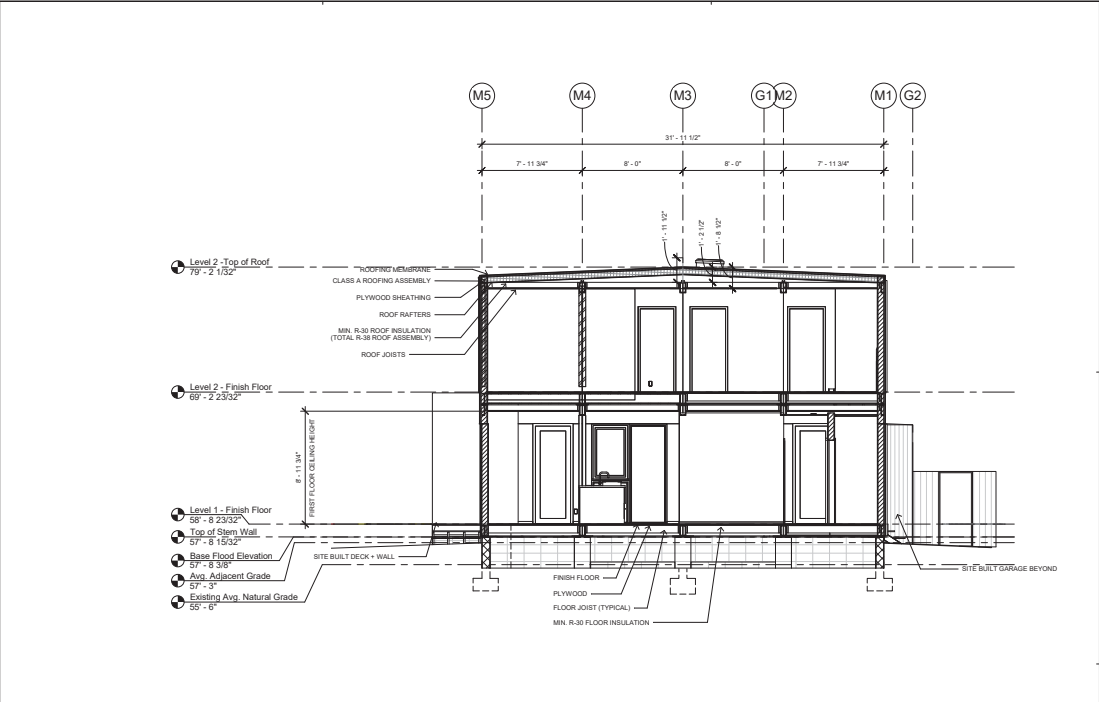 M5
M4
M3
G1
M2
M1
G2
31' - 11 1/2"
7' - 11 3/4"
8' - 0"
8' - 0"
7' - 11 3/4"
1' - 11 1/2"
1' - 2 1/2"
1' - 8 1/2"
Level 2 -Top of Roof
79' - 2 1/32"
ROOFING MEMBRANE
CLASS A ROOFING ASSEMBLY
PLYWOOD SHEATHING
ROOF RAFTERS
MIN. R-30 ROOF INSULATION
(TOTAL R-38 ROOF ASSEMBLY)
ROOF JOISTS
Level 2 - Finish Floor
69' - 2 23/32"
8' - 11 3/4"
FIRST FLOOR CEILING HEIGHT
Level 1 - Finish Floor
58' - 8 23/32"
Top of Stem Wall
57' - 8 15/32"
Base Flood Elevation
57' - 8 3/8"
Avg. Adjacent Grade
57' - 3"
Existing Avg. Natural Grade
55' - 6"
SITE BUILT DECK + WALL
FINISH FLOOR
PLYWOOD
FLOOR JOIST (TYPICAL)
MIN. R-30 FLOOR INSULATION
SITE BUILT GARAGE BEYOND